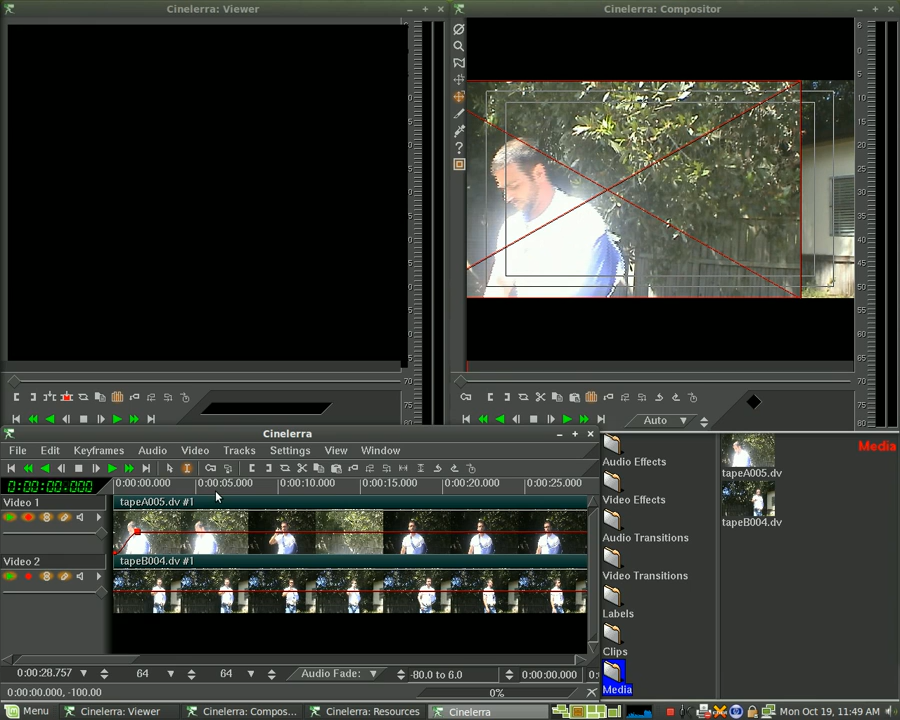 Cinelerra: Viewer
Cinelerra: Compositor
Auto
Cinelerra
File Edit Keyframes Audio Video Tracks Settings View Window
0:00:00.000
0:00:00.000 0:00:05.000 0:00:10.000 0:00:15.000 0:00:20.000 0:00:25.000
Video 1
tapeA005.dv #1
Video 2
tapeB004.dv #1
0:00:28.757 64 64 Audio Fade: -80.0 to 6.0 0:00:00.000
0:00:00.000, -100.00 0%
Audio Effects
Video Effects
Audio Transitions
Video Transitions
Labels
Clips
Media
Media
tapeA005.dv
tapeB004.dv
Menu Cinelerra: Viewer Cinelerra: Compos... Cinelerra: Resources Cinelerra Mon Oct 19, 11:49 AM